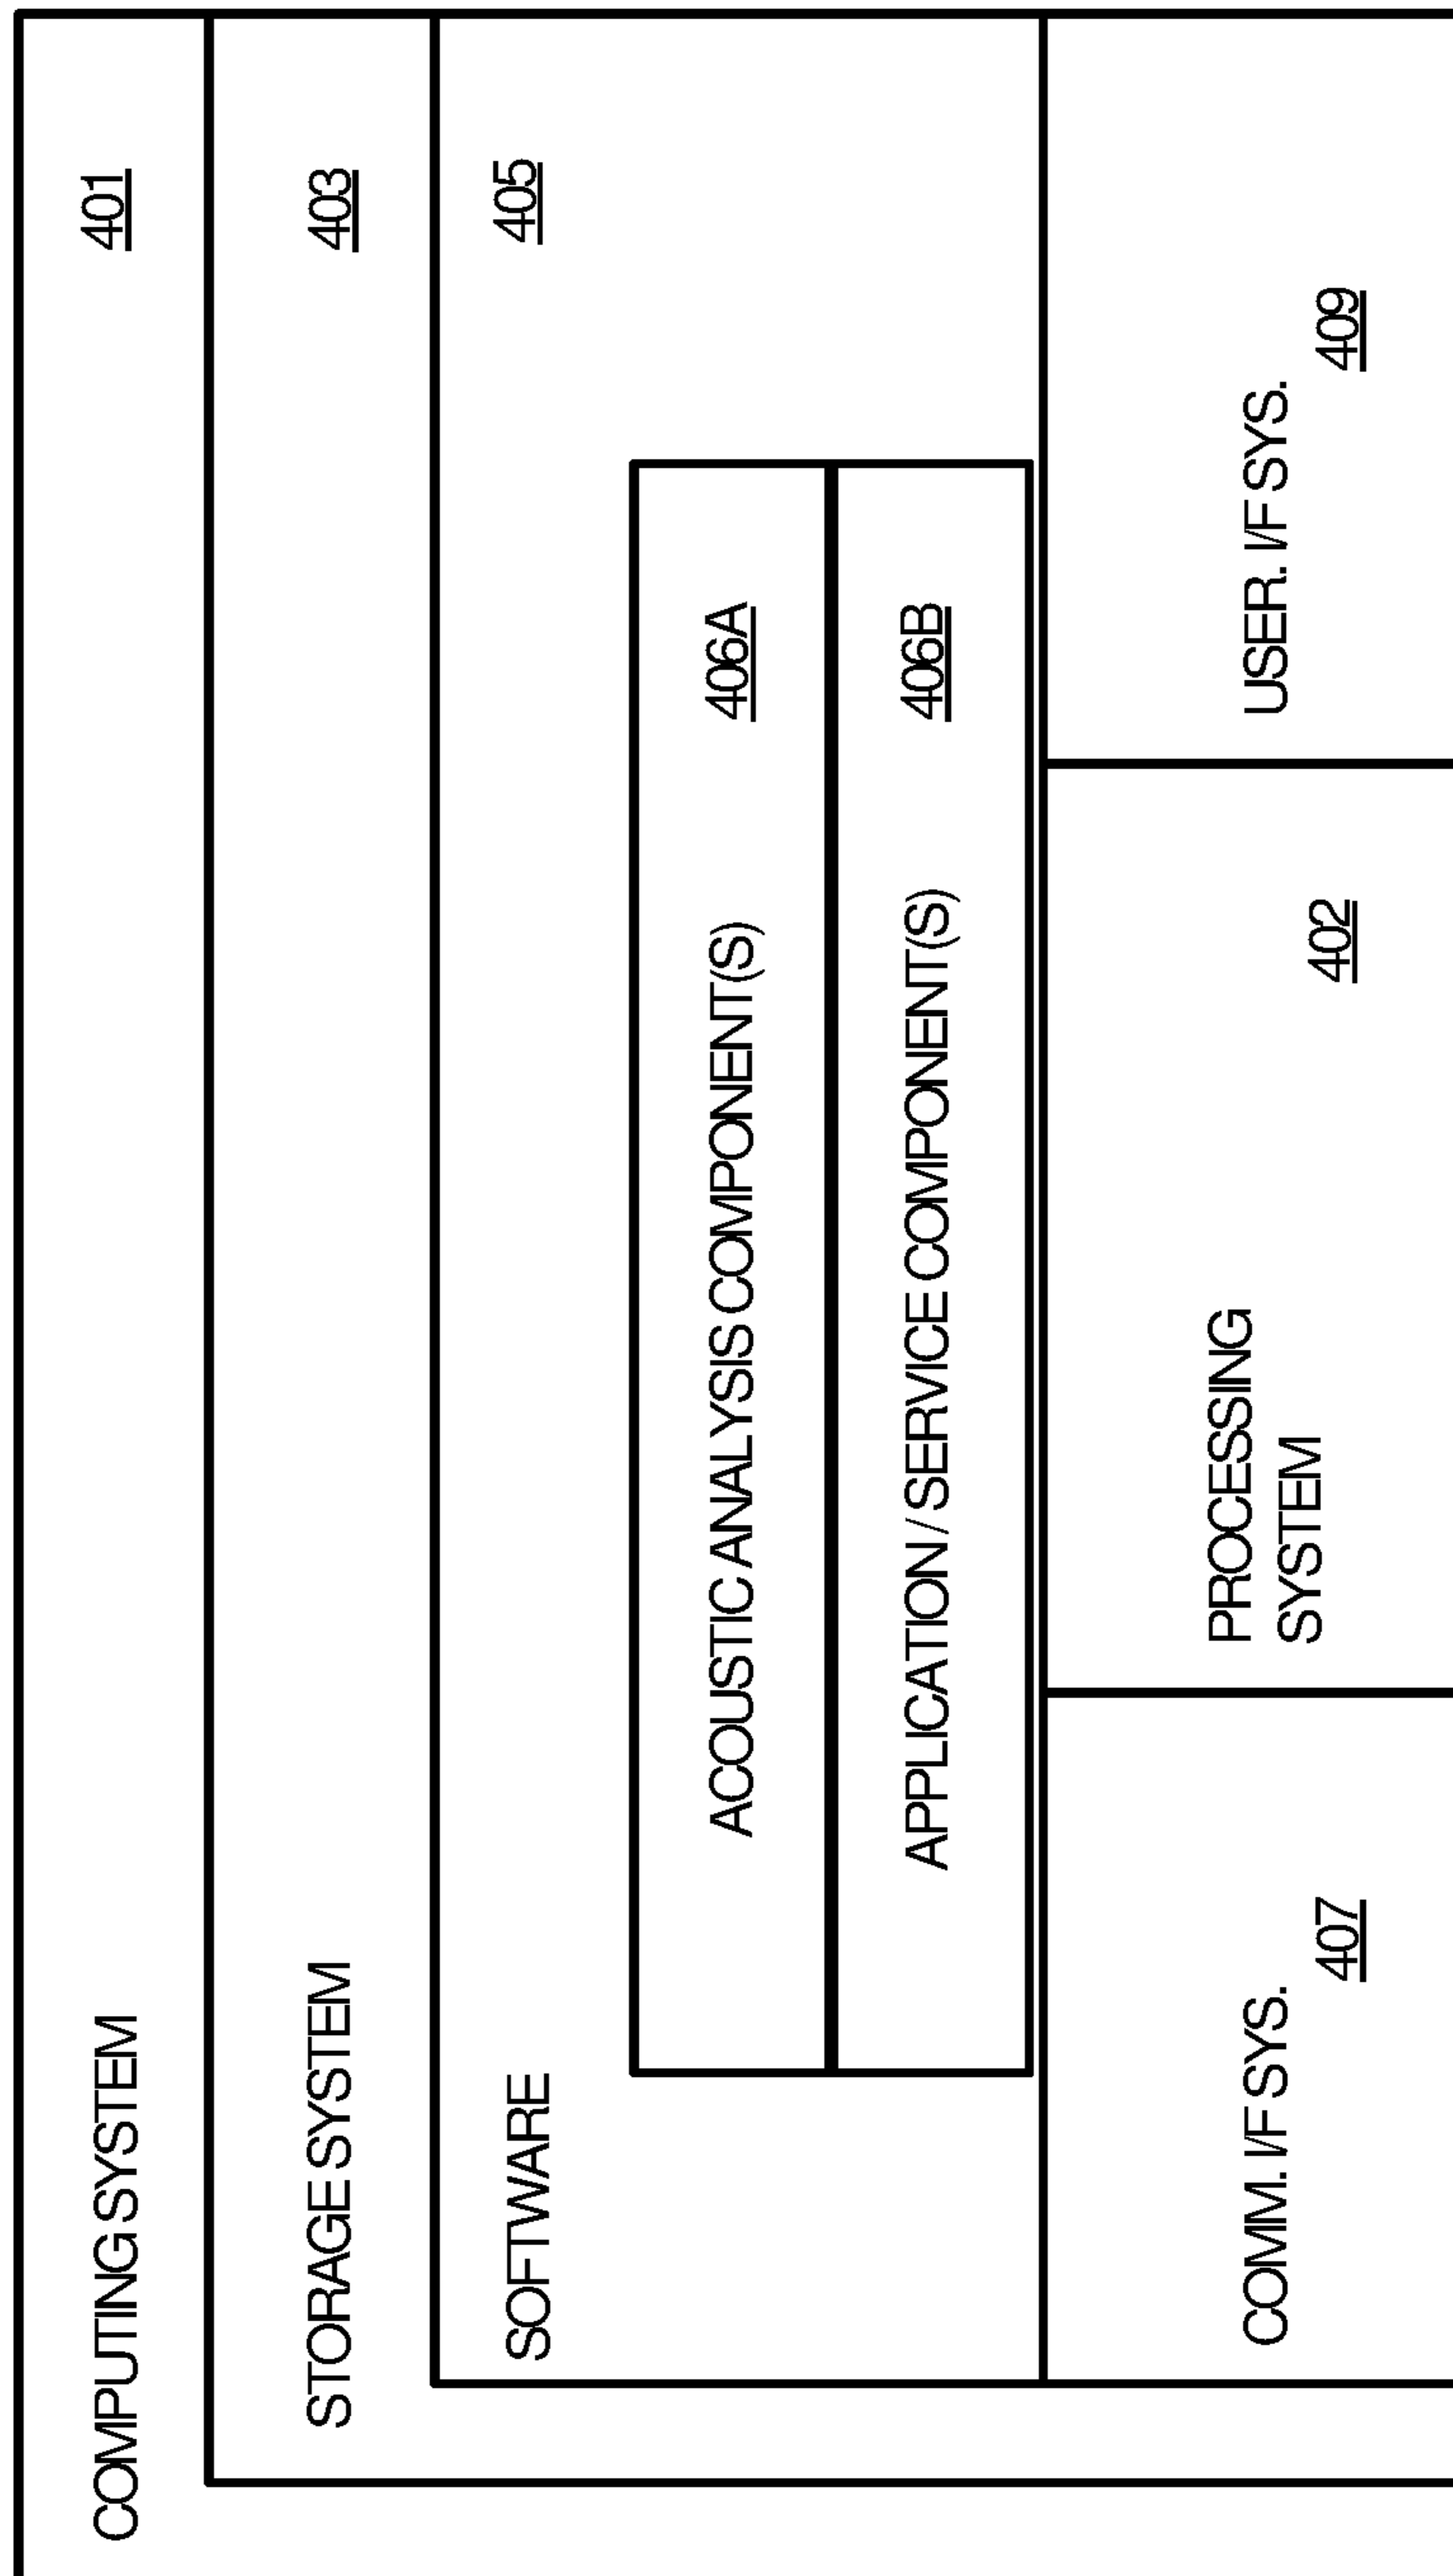 COMPUTING SYSTEM 401
STORAGE SYSTEM 403
SOFTWARE 405
ACOUSTIC ANALYSIS COMPONENT(S) 406A
APPLICATION / SERVICE COMPONENT(S) 406B
COMM. I/F SYS.
407
PROCESSING
SYSTEM
402
USER. I/F SYS.
409